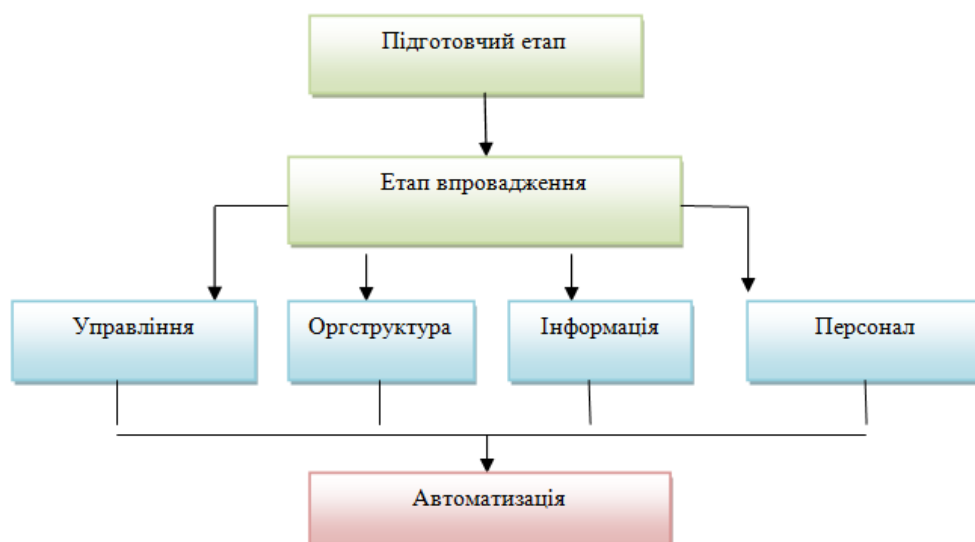 Підготовчий етап
Етап впровадження
Управління
Оргструктура
Інформація
Персонал
Автоматизація